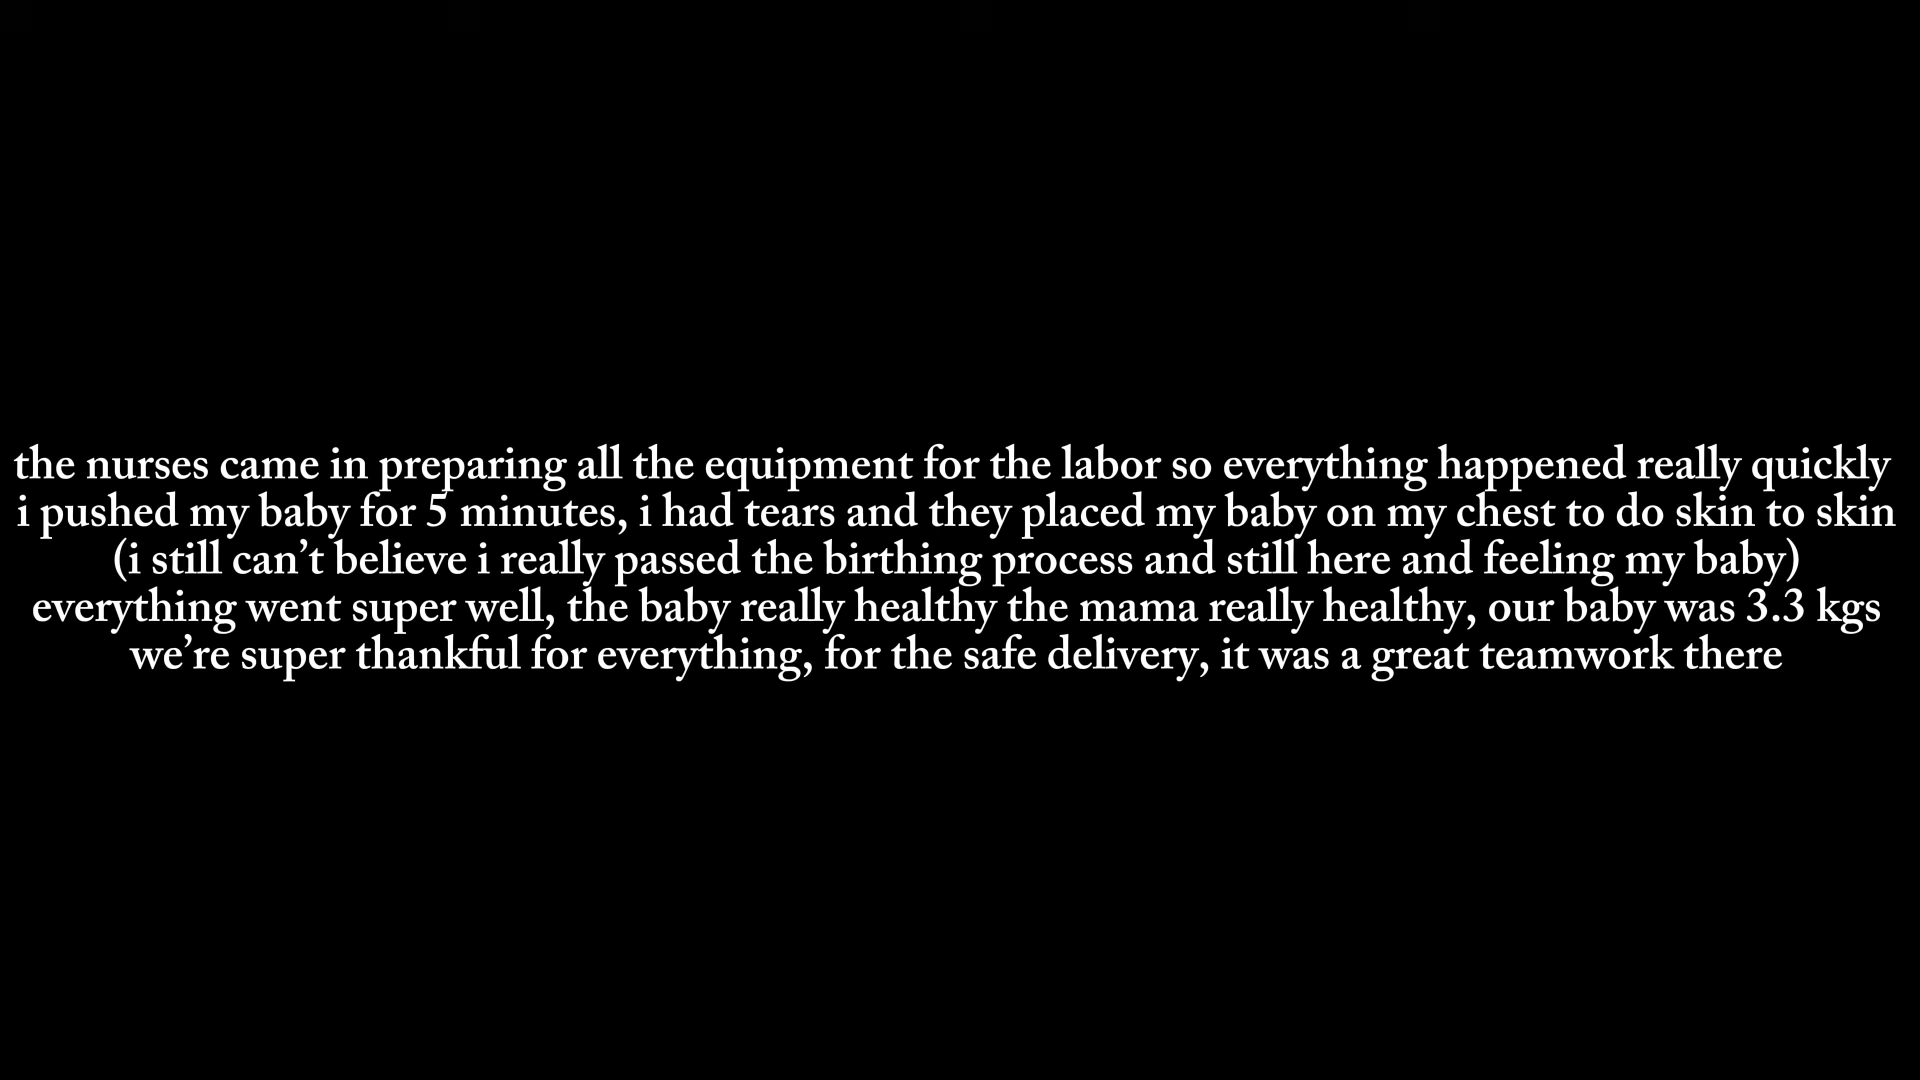 the nurses came in preparing all the equipment for the labor so everything happened really quickly
i pushed my baby for 5 minutes, i had tears and they placed my baby on my chest to do skin to skin
(i still can’t believe i really passed the birthing process and still here and feeling my baby)
everything went super well, the baby really healthy the mama really healthy, our baby was 3.3 kgs
we’re super thankful for everything, for the safe delivery, it was a great teamwork there